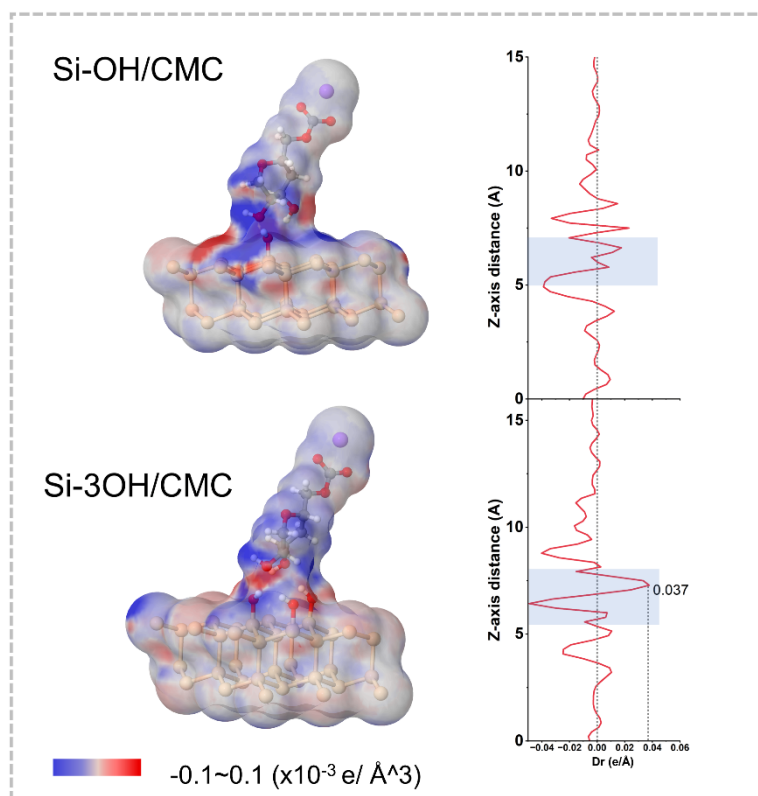 Si-OH/CMC
15
10
5
0
Z-axis distance (A)
Si-3OH/CMC
15
10
5
0
Z-axis distance (A)
0.037
-0.04 -0.02 0.00 0.02 0.04 0.06
Dr (e/Å)
-0.1~0.1 (x10⁻³ e/ Å^3)